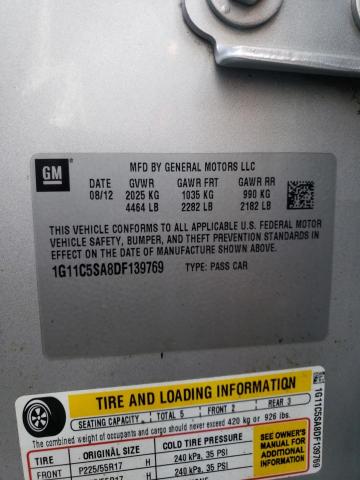 GM
MFD BY GENERAL MOTORS LLC
DATE GVWR GAWR FRT GAWR RR
08/12 2025 KG 1035 KG 990 KG
4464 LB 2282 LB 2182 LB
THIS VEHICLE CONFORMS TO ALL APPLICABLE U.S. FEDERAL MOTOR
VEHICLE SAFETY, BUMPER, AND THEFT PREVENTION STANDARDS IN
EFFECT ON THE DATE OF MANUFACTURE SHOWN ABOVE.
1G11C5SA8DF139769 TYPE: PASS CAR
TIRE AND LOADING INFORMATION
SEATING CAPACITY TOTAL 5 FRONT 2 REAR 3
The combined weight of occupants and cargo should never exceed 420 kg or 926 lbs.
TIRE ORIGINAL SIZE COLD TIRE PRESSURE
FRONT P225/55R17 H 240 kPa, 35 PSI
H 240 kPa, 35 PSI
SEE OWNER'S
MANUAL FOR
ADDITIONAL
INFORMATION
1G11C5SA8DF139769